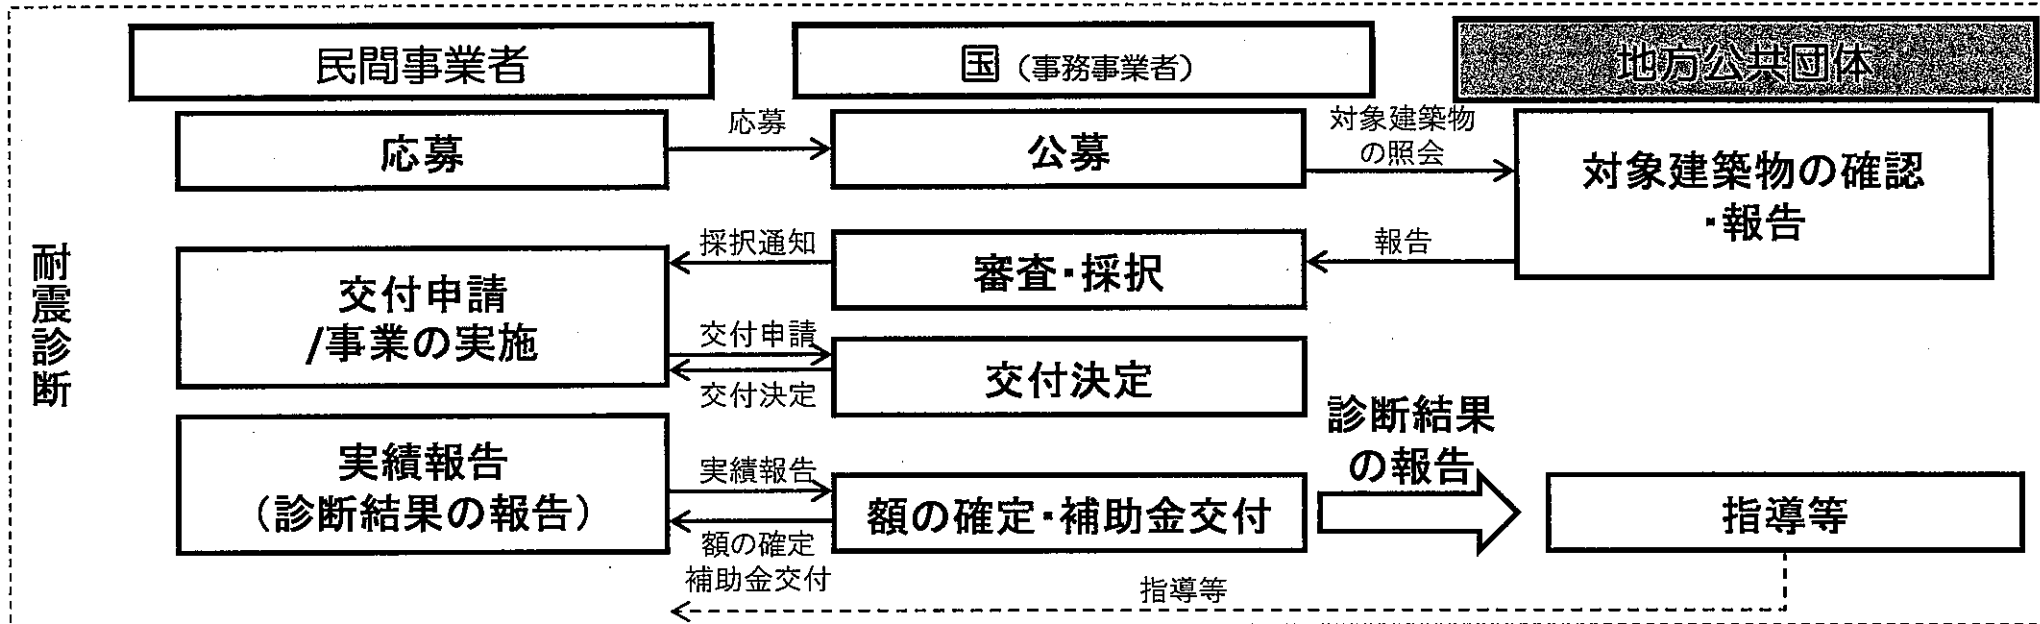 民間事業者
国（事務事業者）
地方公共団体
耐震診断
応募
応募
公募
対象建築物
の照会
対象建築物の確認
・報告
採択通知
審査・採択
報告
交付申請
/事業の実施
交付申請
交付決定
交付決定
実績報告
（診断結果の報告）
実績報告
額の確定
補助金交付
額の確定・補助金交付
診断結果
の報告
指導等
指導等